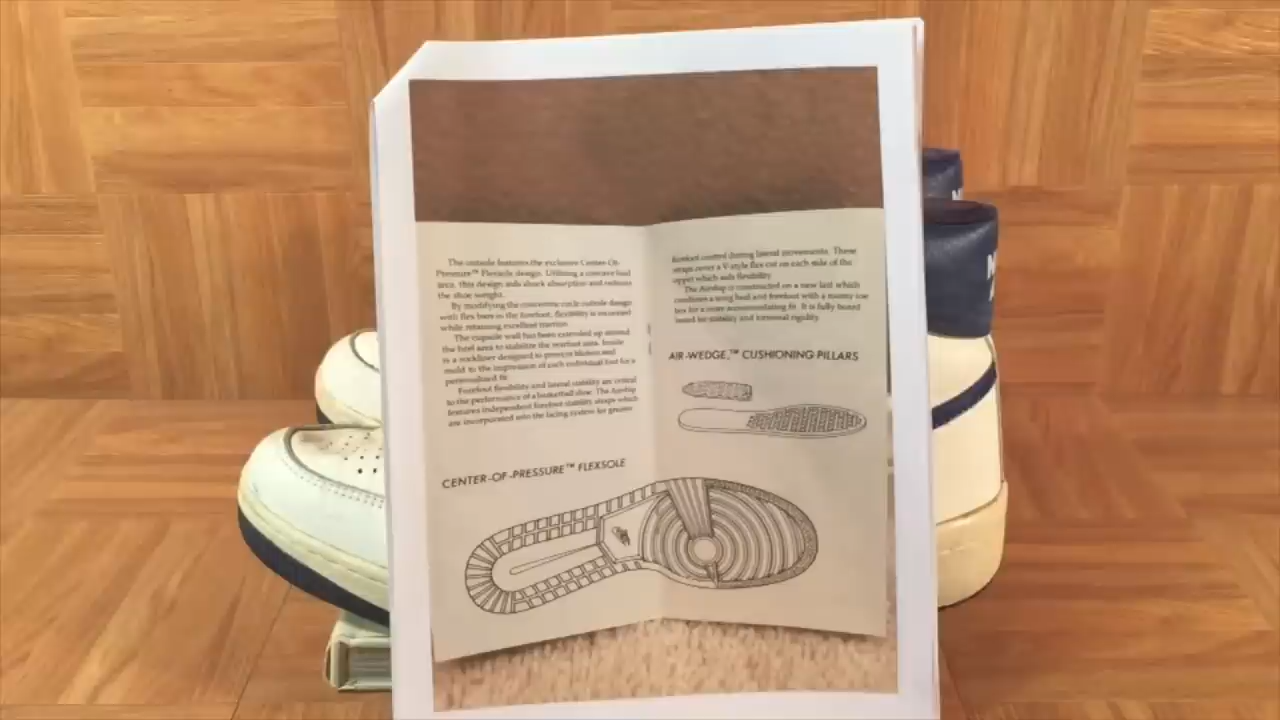 The outsole features the exclusive Center-Of-
Pressure™ Flexsole design. Utilizing a concave heel
area, this design aids shock absorption and reduces
the shoe weight.
By modifying the concentric circle outsole design
with flex bars in the forefoot, flexibility is increased
while retaining excellent traction.
The cupsole wall has been extended up around
the heel area to stabilize the rearfoot area. Inside
is a sockliner designed to prevent blisters and
mold to the impression of each individual foot for a
personalized fit.
Forefoot flexibility and lateral stability are critical
to the performance of a basketball shoe. The Airship
features independent forefoot stability straps which
are incorporated into the lacing system for greater
CENTER-OF-PRESSURE™ FLEXSOLE
forefoot control during lateral movements. These
straps cover a V-style flex cut on each side of the
upper which aids flexibility.
The Airship is constructed on a new last which
combines a snug heel and forefoot with a roomy toe
box for a more accommodating fit. It is fully board
lasted for stability and torsional rigidity.
AIR-WEDGE,™ CUSHIONING PILLARS